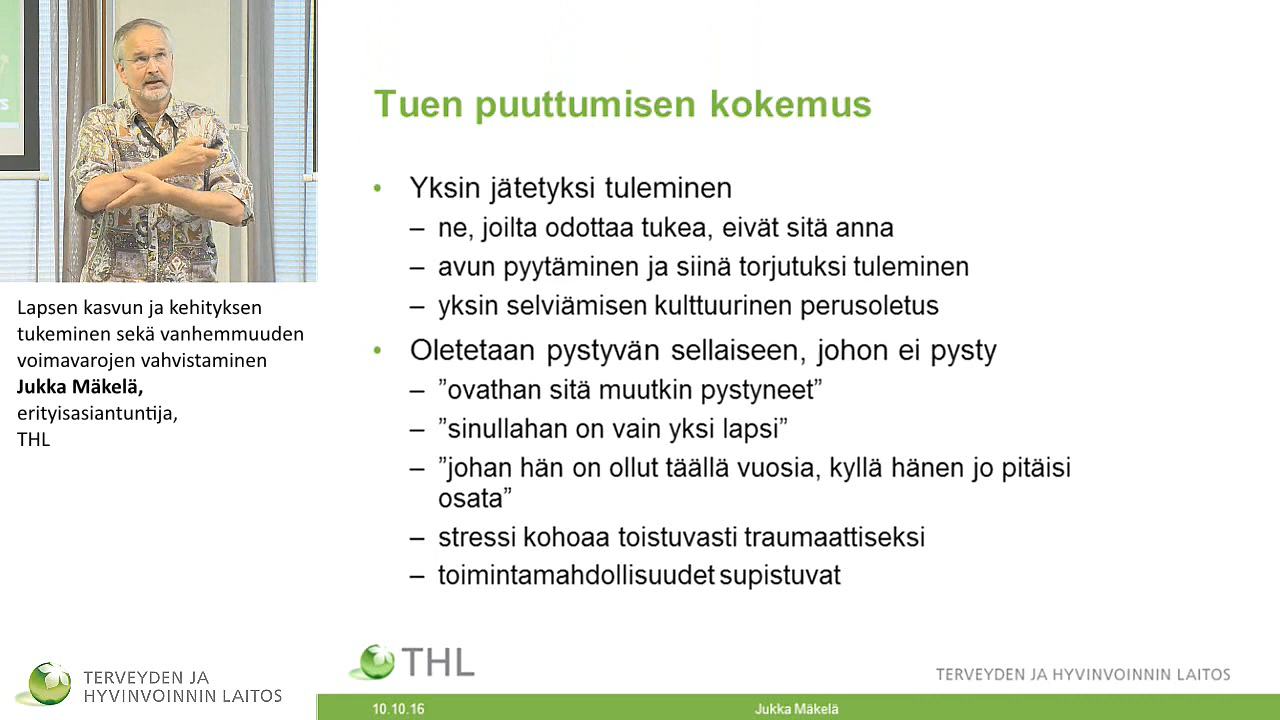 Tuen puuttumisen kokemus
• Yksin jätetyksi tuleminen
– ne, joilta odottaa tukea, eivät sitä anna
– avun pyytäminen ja siinä torjutuksi tuleminen
– yksin selviämisen kulttuurinen perusoletus
• Oletetaan pystyvän sellaiseen, johon ei pysty
– ”ovathan sitä muutkin pystyneet”
– ”sinullahan on vain yksi lapsi”
– ”johan hän on ollut täällä vuosia, kyllä hänen jo pitäisi
osata”
– stressi kohoaa toistuvasti traumaattiseksi
– toimintamahdollisuudet supistuvat
Lapsen kasvun ja kehityksen
tukeminen sekä vanhemmuuden
voimavarojen vahvistaminen
Jukka Mäkelä,
erityisasiantuntija,
THL
TERVEYDEN JA
HYVINVOINNIN LAITOS
THL
TERVEYDEN JA HYVINVOINNIN LAITOS
10.10.16
Jukka Mäkelä